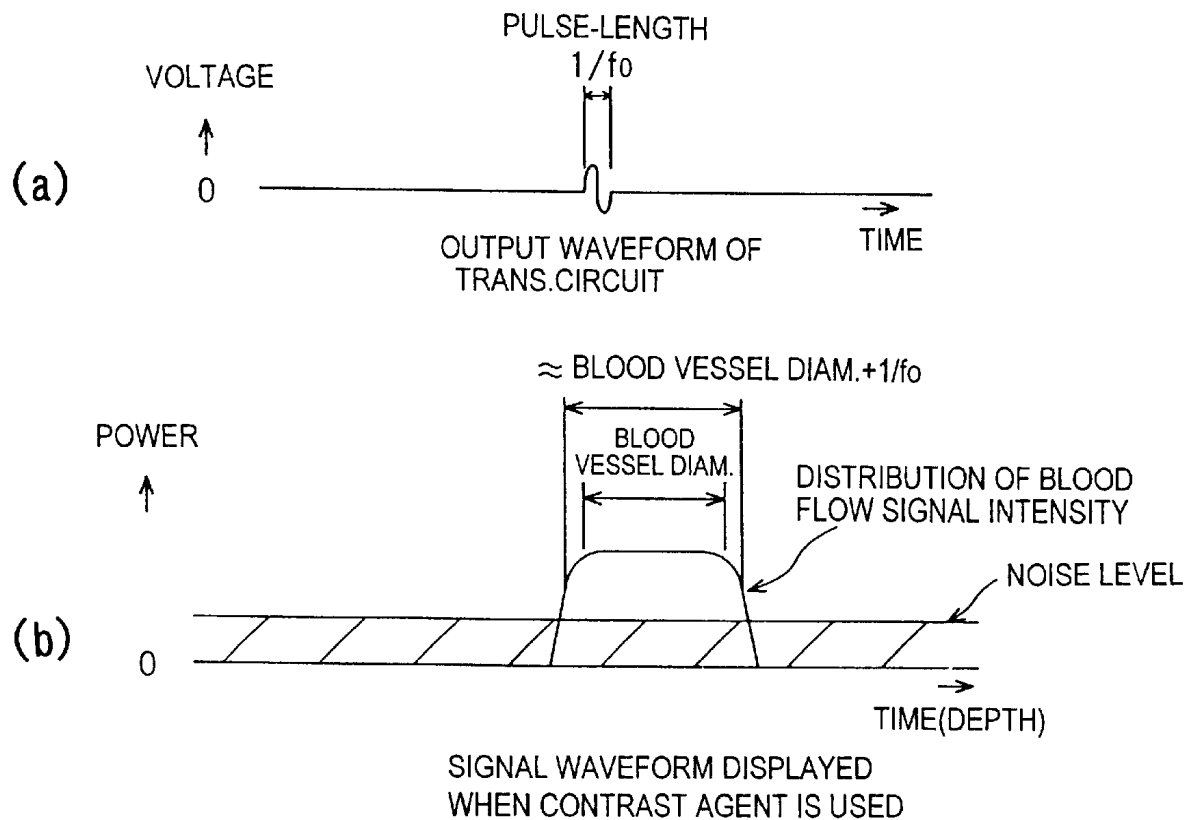 PULSE-LENGTH
1/fo
VOLTAGE
(a)
0
TIME
OUTPUT WAVEFORM OF
TRANS.CIRCUIT
≈ BLOOD VESSEL DIAM.+1/fo
POWER
BLOOD
VESSEL DIAM.
DISTRIBUTION OF BLOOD
FLOW SIGNAL INTENSITY
NOISE LEVEL
(b)
0
TIME(DEPTH)
SIGNAL WAVEFORM DISPLAYED
WHEN CONTRAST AGENT IS USED